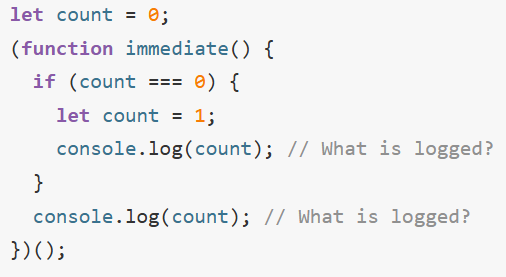 let count = 0;
(function immediate() {
  if (count === 0) {
    let count = 1;
    console.log(count); // What is logged?
  }
  console.log(count); // What is logged?
})();